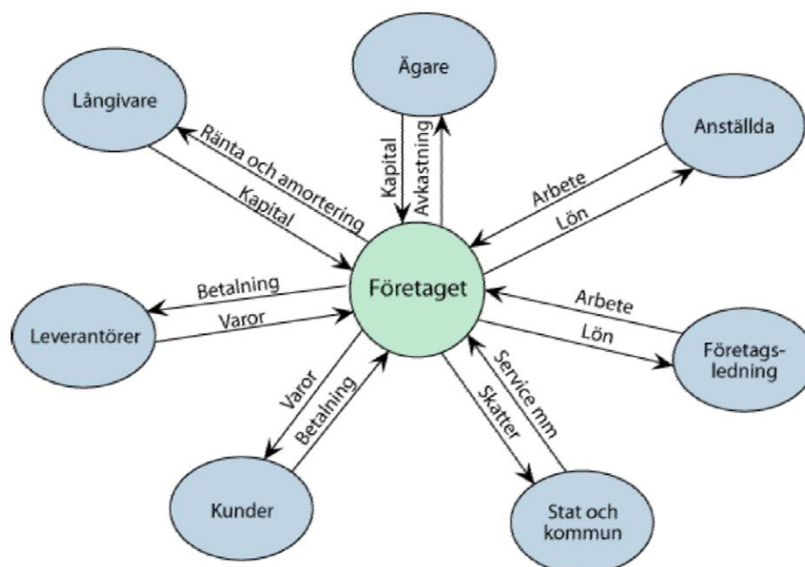 Ägare
Långivare
Anställda
Ränta och amortering
Kapital
Kapital
Avkastning
Arbete
Lön
Företaget
Betalning
Varor
Leverantörer
Arbete
Lön
Företags-
ledning
Varor
Betalning
Service mm
Skatter
Kunder
Stat och
kommun